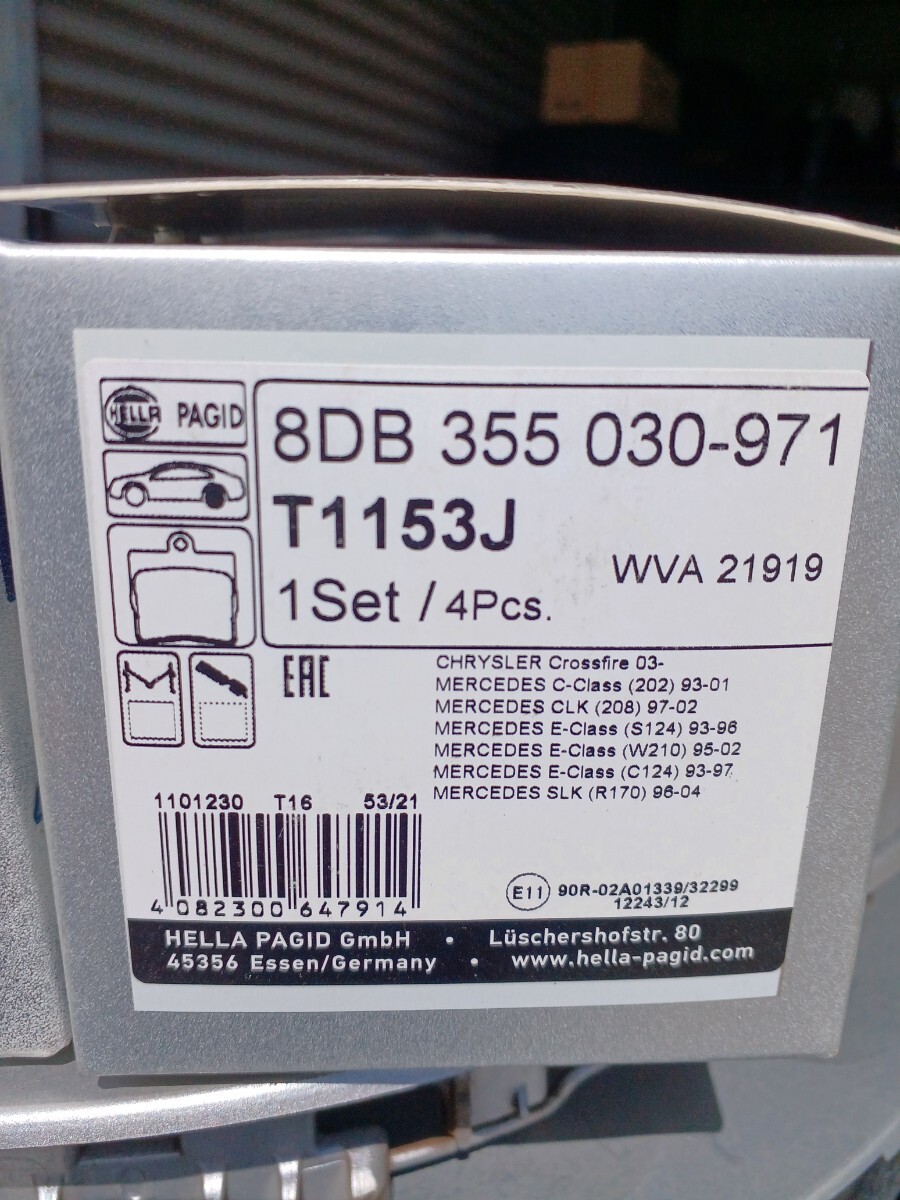 HELLA PAGID
8DB 355 030-971
T1153J
WVA 21919
1Set / 4Pcs.
EAC
CHRYSLER Crossfire 03-
MERCEDES C-Class (202) 93-01
MERCEDES CLK (208) 97-02
MERCEDES E-Class (S124) 93-96
MERCEDES E-Class (W210) 95-02
MERCEDES E-Class (C124) 93-97
MERCEDES SLK (R170) 96-04
1101230 T16 53/21
4 082300 647914
E11 90R-02A01339/32299
12243/12
HELLA PAGID GmbH • Lüschershofstr. 80
45356 Essen/Germany • www.hella-pagid.com